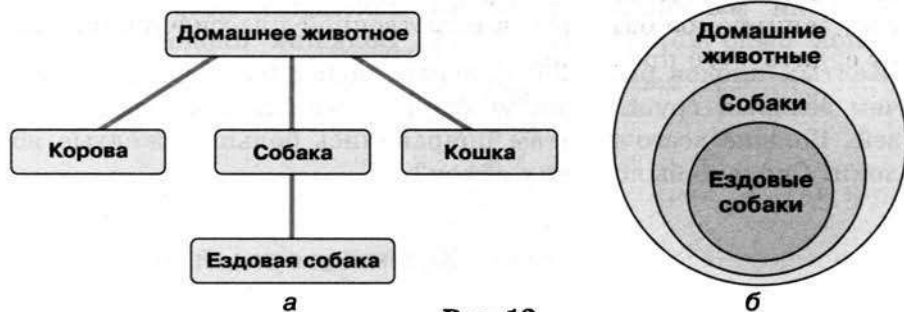 Домашнее животное
Корова
Собака
Кошка
Ездовая собака
а
Домашние
животные
Собаки
Ездовые
собаки
б